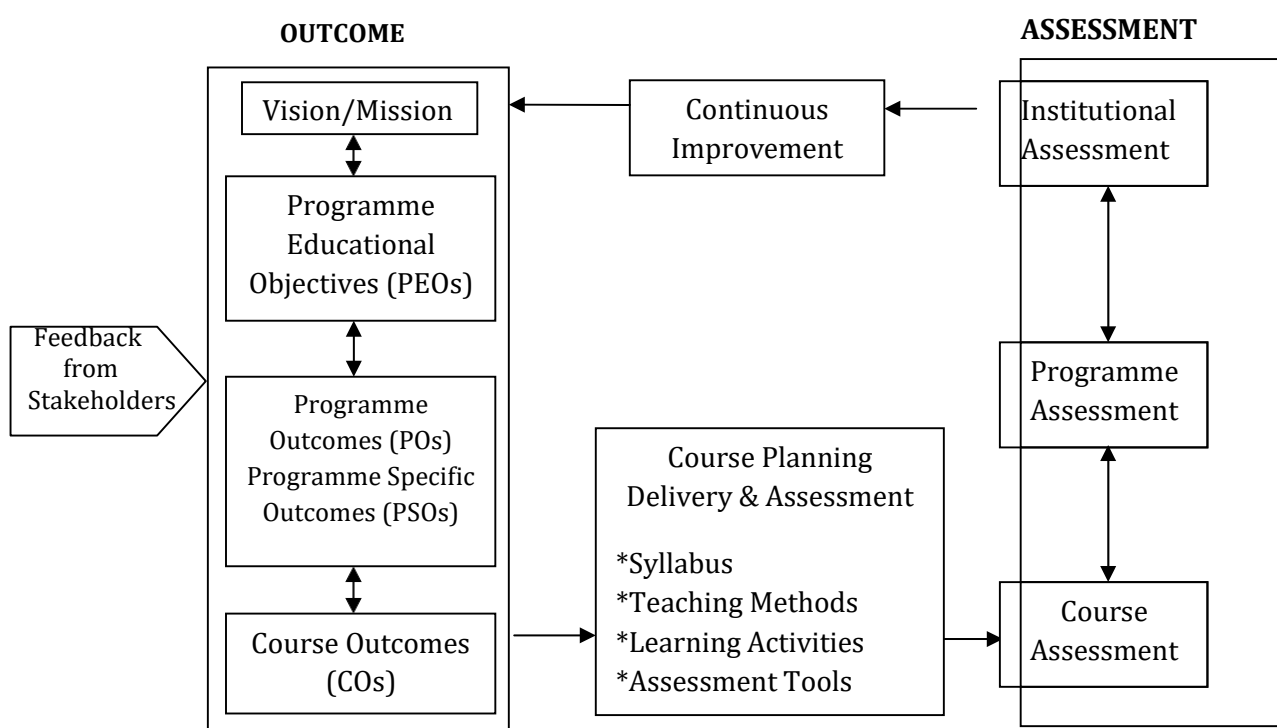 OUTCOME
ASSESSMENT
Vision/Mission
Continuous
Improvement
Institutional
Assessment
Programme
Educational
Objectives (PEOs)
Feedback
from
Stakeholders
Programme
Outcomes (POs)
Programme Specific
Outcomes (PSOs)
Programme
Assessment
Course Planning
Delivery & Assessment
*Syllabus
*Teaching Methods
*Learning Activities
*Assessment Tools
Course Outcomes
(COs)
Course
Assessment